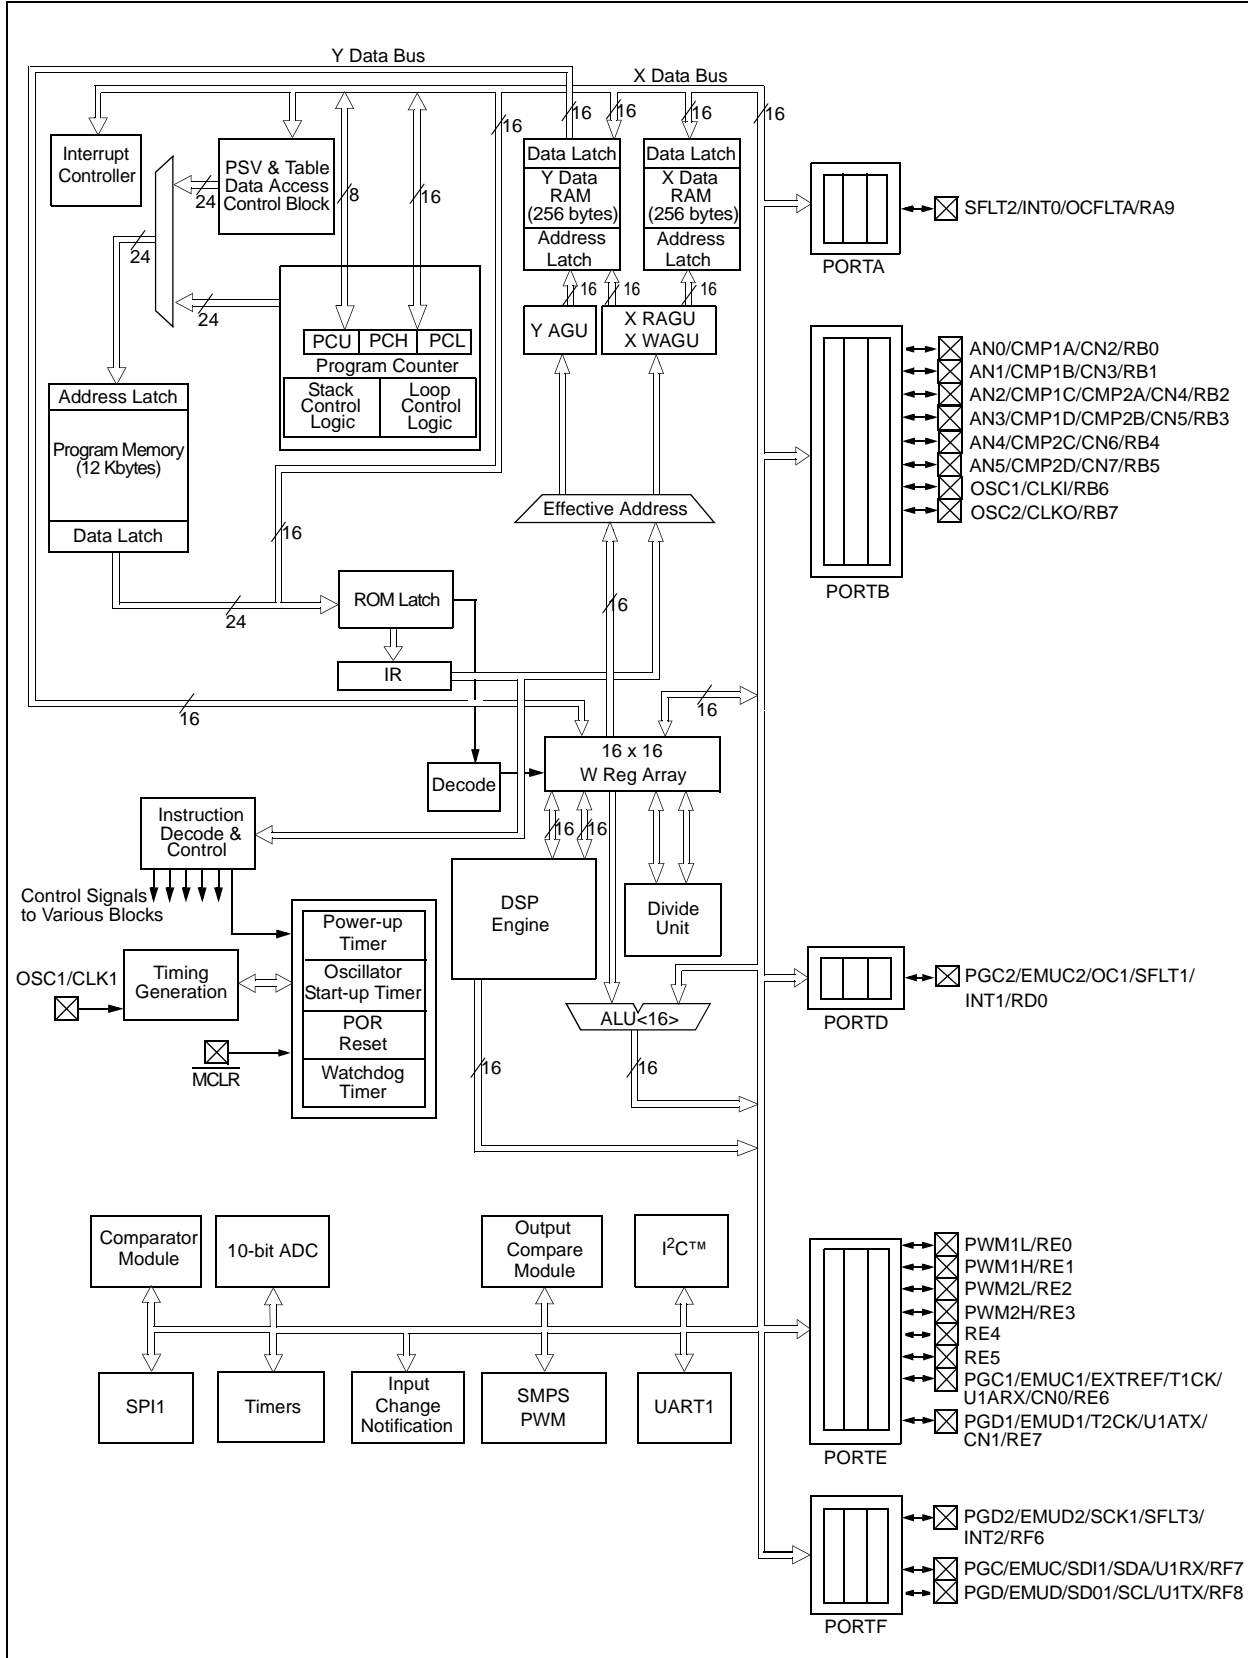 Y Data Bus
X Data Bus
16
16
16
16
16
Interrupt
Controller
PSV & Table
Data Access
Control Block
24
8
16
24
24
Data Latch
Y Data
RAM
(256 bytes)
Address
Latch
Data Latch
X Data
RAM
(256 bytes)
Address
Latch
16
16
16
Y AGU
X RAGU
X WAGU
PCU
PCH
PCL
Program Counter
Stack
Control
Logic
Loop
Control
Logic
Address Latch
Program Memory
(12 Kbytes)
Data Latch
16
24
Effective Address
16
ROM Latch
IR
16
16
16 x 16
W Reg Array
Decode
Instruction
Decode &
Control
Control Signals
to Various Blocks
16
16
DSP
Engine
Divide
Unit
Power-up
Timer
Oscillator
Start-up Timer
POR
Reset
Watchdog
Timer
OSC1/CLK1
Timing
Generation
MCLR
ALU<16>
16
16
Comparator
Module
10-bit ADC
Output
Compare
Module
I2C™
SPI1
Timers
Input
Change
Notification
SMPS
PWM
UART1
SFLT2/INT0/OCFLTA/RA9
PORTA
AN0/CMP1A/CN2/RB0
AN1/CMP1B/CN3/RB1
AN2/CMP1C/CMP2A/CN4/RB2
AN3/CMP1D/CMP2B/CN5/RB3
AN4/CMP2C/CN6/RB4
AN5/CMP2D/CN7/RB5
OSC1/CLKI/RB6
OSC2/CLKO/RB7
PORTB
PGC2/EMUC2/OC1/SFLT1/
INT1/RD0
PORTD
PWM1L/RE0
PWM1H/RE1
PWM2L/RE2
PWM2H/RE3
RE4
RE5
PGC1/EMUC1/EXTREF/T1CK/
U1ARX/CN0/RE6
PGD1/EMUD1/T2CK/U1ATX/
CN1/RE7
PORTE
PGD2/EMUD2/SCK1/SFLT3/
INT2/RF6
PGC/EMUC/SDI1/SDA/U1RX/RF7
PGD/EMUD/SD01/SCL/U1TX/RF8
PORTF